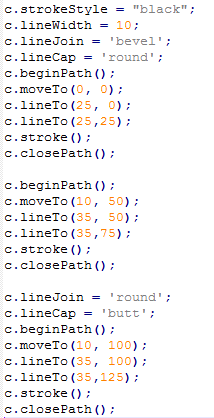 c.strokeStyle = "black";
c.lineWidth = 10;
c.lineJoin = 'bevel';
c.lineCap = 'round';
c.beginPath();
c.moveTo(0, 0);
c.lineTo(25, 0);
c.lineTo(25,25);
c.stroke();
c.closePath();

c.beginPath();
c.moveTo(10, 50);
c.lineTo(35, 50);
c.lineTo(35,75);
c.stroke();
c.closePath();

c.lineJoin = 'round';
c.lineCap = 'butt';
c.beginPath();
c.moveTo(10, 100);
c.lineTo(35, 100);
c.lineTo(35,125);
c.stroke();
c.closePath();